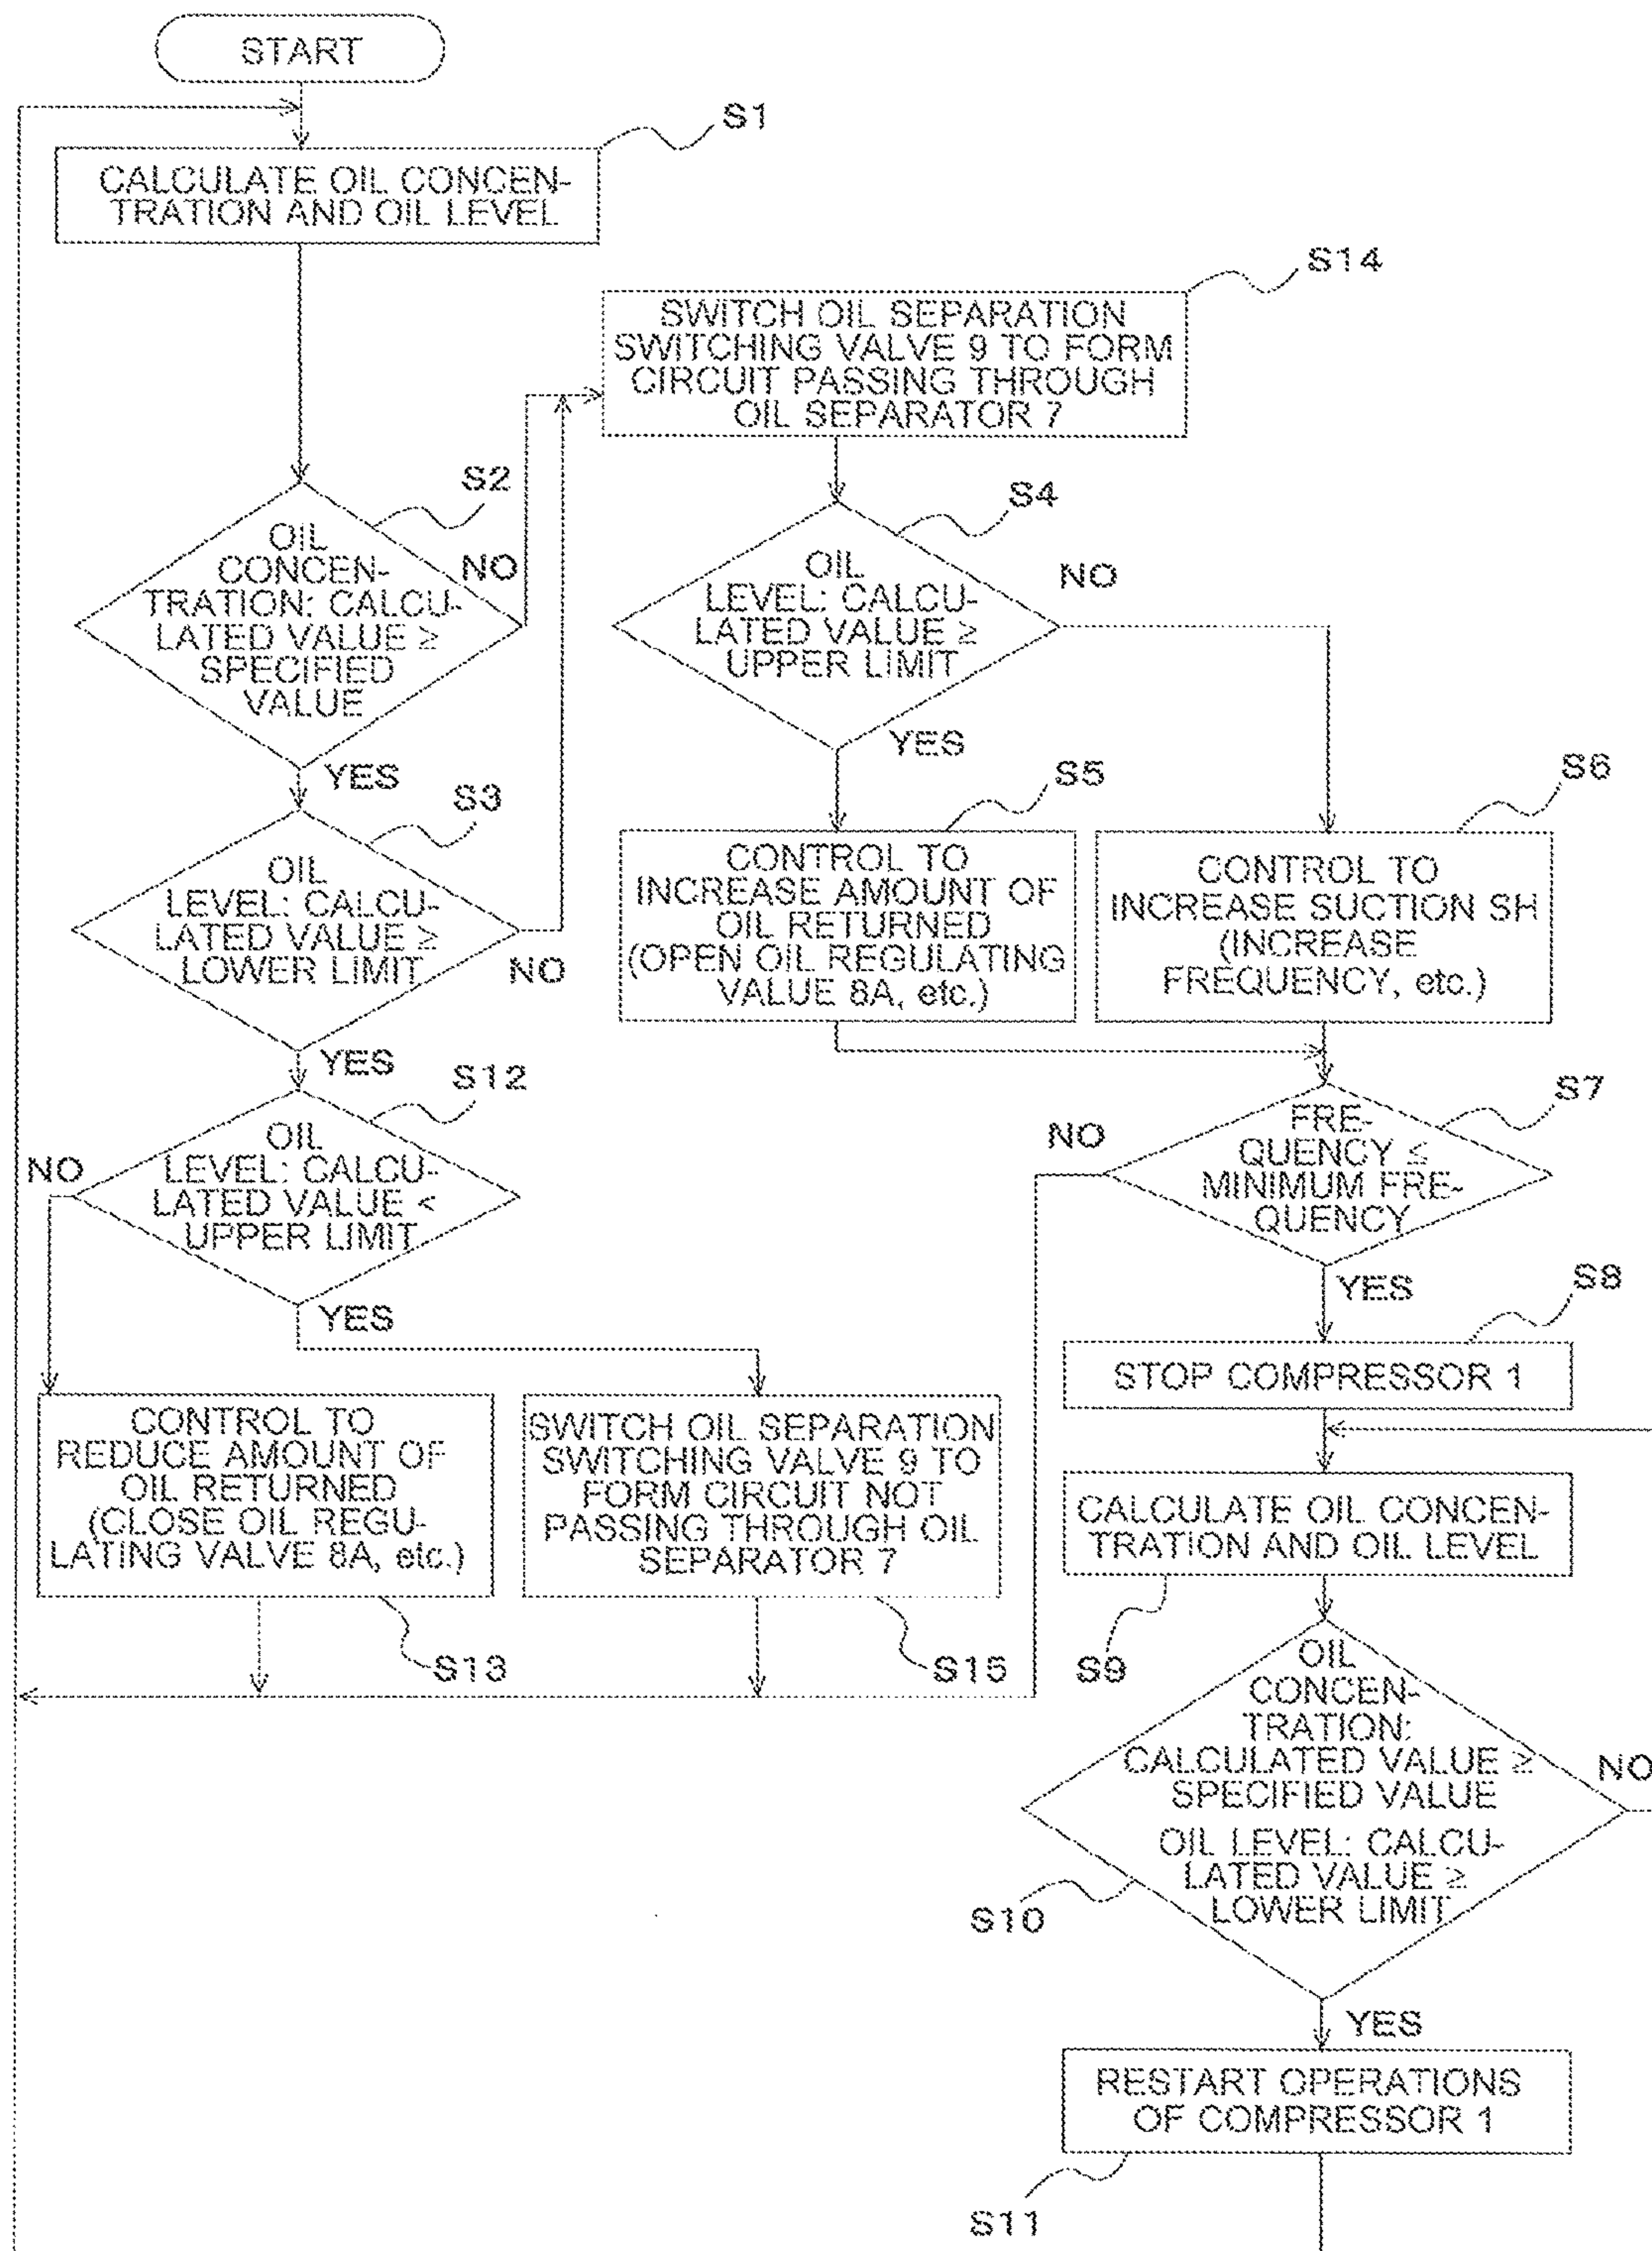 START
S1
CALCULATE OIL CONCEN-
TRATION AND OIL LEVEL
S14
SWITCH OIL SEPARATION
SWITCHING VALVE 9 TO FORM
CIRCUIT PASSING THROUGH
OIL SEPARATOR 7
S2
OIL
CONCEN-
TRATION: CALCU-
LATED VALUE ≥
SPECIFIED
VALUE
NO
YES
S4
OIL
LEVEL: CALCU-
LATED VALUE ≥
UPPER LIMIT
NO
YES
S3
OIL
LEVEL: CALCU-
LATED VALUE ≥
LOWER LIMIT
NO
YES
S5
CONTROL TO
INCREASE AMOUNT OF
OIL RETURNED
(OPEN OIL REGULATING
VALUE 8A, etc.)
S6
CONTROL TO
INCREASE SUCTION SH
(INCREASE
FREQUENCY, etc.)
S12
OIL
LEVEL: CALCU-
LATED VALUE <
UPPER LIMIT
NO
YES
S7
FRE-
QUENCY ≤
MINIMUM FRE-
QUENCY
NO
YES
S8
STOP COMPRESSOR 1
CONTROL TO
REDUCE AMOUNT OF
OIL RETURNED
(CLOSE OIL REGU-
LATING VALVE 8A, etc.)
S13
SWITCH OIL SEPARATION
SWITCHING VALVE 9 TO
FORM CIRCUIT NOT
PASSING THROUGH OIL
SEPARATOR 7
S15
CALCULATE OIL CONCEN-
TRATION AND OIL LEVEL
S9
OIL
CONCEN-
TRATION:
CALCULATED VALUE ≥
SPECIFIED VALUE
OIL LEVEL: CALCU-
LATED VALUE ≥
LOWER LIMIT
NO
S10
YES
RESTART OPERATIONS
OF COMPRESSOR 1
S11